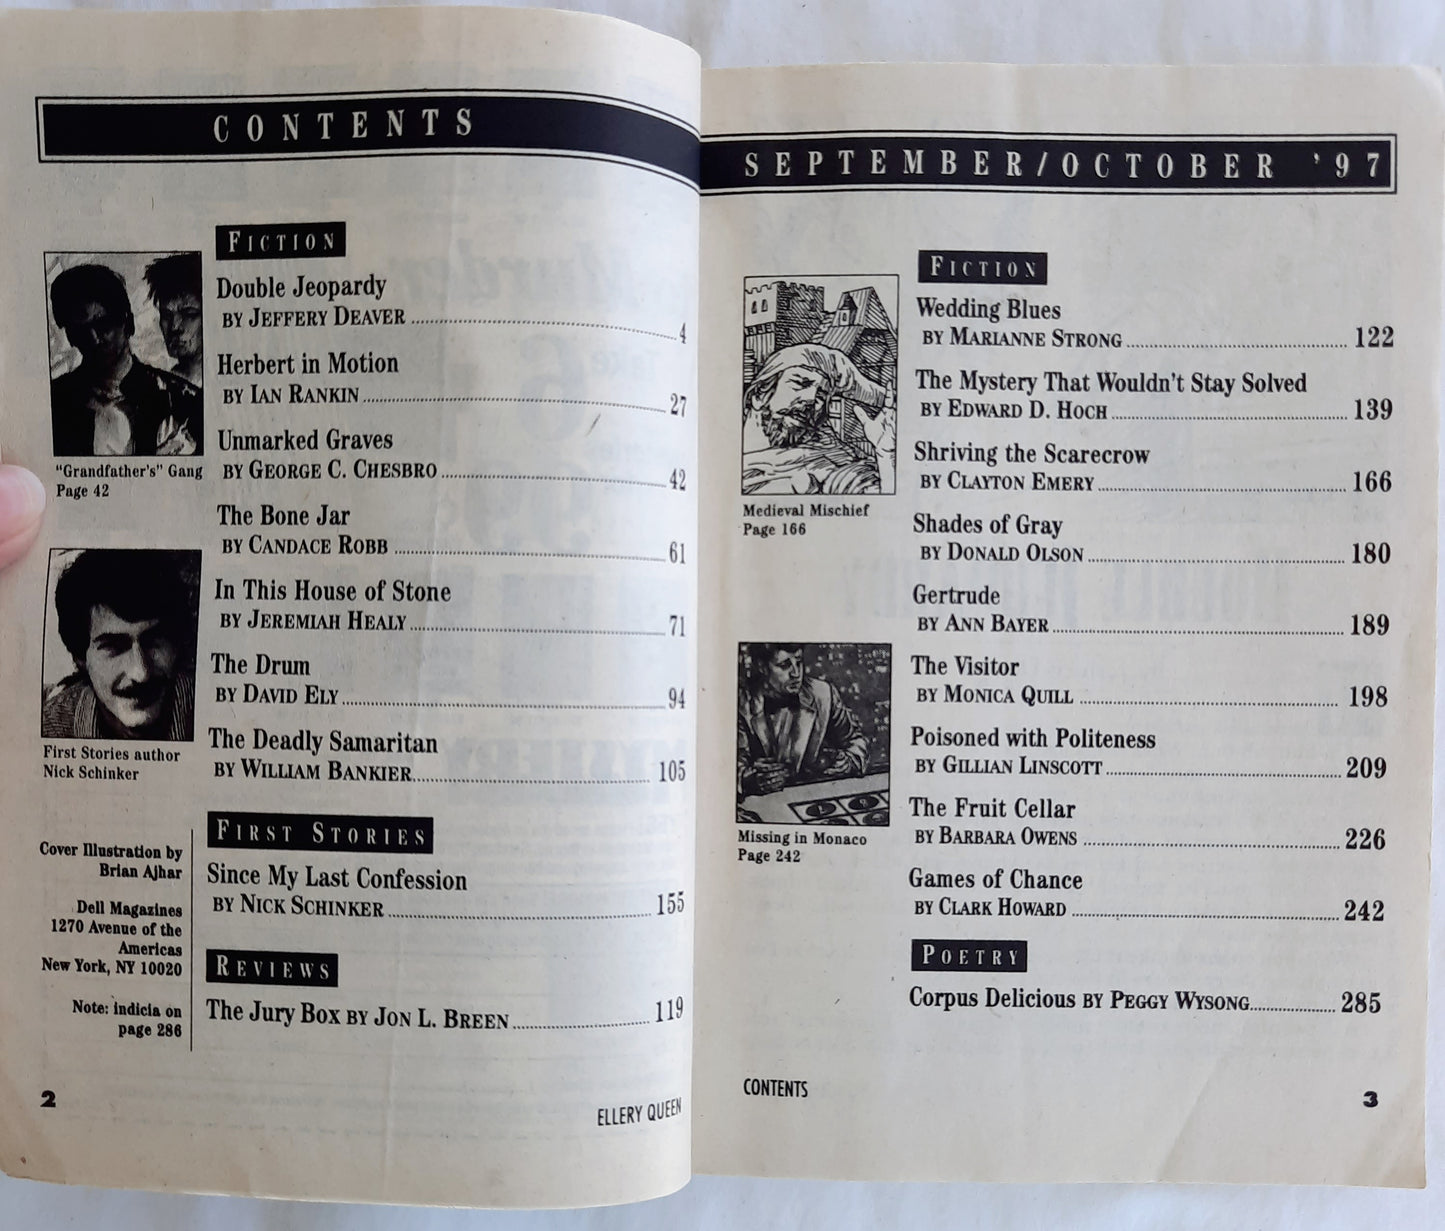 CONTENTS
FICTION
Double Jeopardy
BY JEFFERY DEAVER 4
Herbert in Motion
BY IAN RANKIN 27
Unmarked Graves
BY GEORGE C. CHESBRO 42
The Bone Jar
BY CANDACE ROBB 61
In This House of Stone
BY JEREMIAH HEALY 71
The Drum
BY DAVID ELY 94
The Deadly Samaritan
BY WILLIAM BANKIER 105
FIRST STORIES
Since My Last Confession
BY NICK SCHINKER 155
REVIEWS
The Jury Box BY JON L. BREEN 119
"Grandfather's" Gang
Page 42
First Stories author
Nick Schinker
Cover Illustration by
Brian Ajhar
Dell Magazines
1270 Avenue of the
Americas
New York, NY 10020
Note: indicia on
page 286
2
ELLERY QUEEN
SEPTEMBER/OCTOBER '97
FICTION
Wedding Blues
BY MARIANNE STRONG 122
The Mystery That Wouldn't Stay Solved
BY EDWARD D. HOCH 139
Shriving the Scarecrow
BY CLAYTON EMERY 166
Shades of Gray
BY DONALD OLSON 180
Gertrude
BY ANN BAYER 189
The Visitor
BY MONICA QUILL 198
Poisoned with Politeness
BY GILLIAN LINSCOTT 209
The Fruit Cellar
BY BARBARA OWENS 226
Games of Chance
BY CLARK HOWARD 242
POETRY
Corpus Delicious BY PEGGY WYSONG 285
Medieval Mischief
Page 166
Missing in Monaco
Page 242
CONTENTS
3